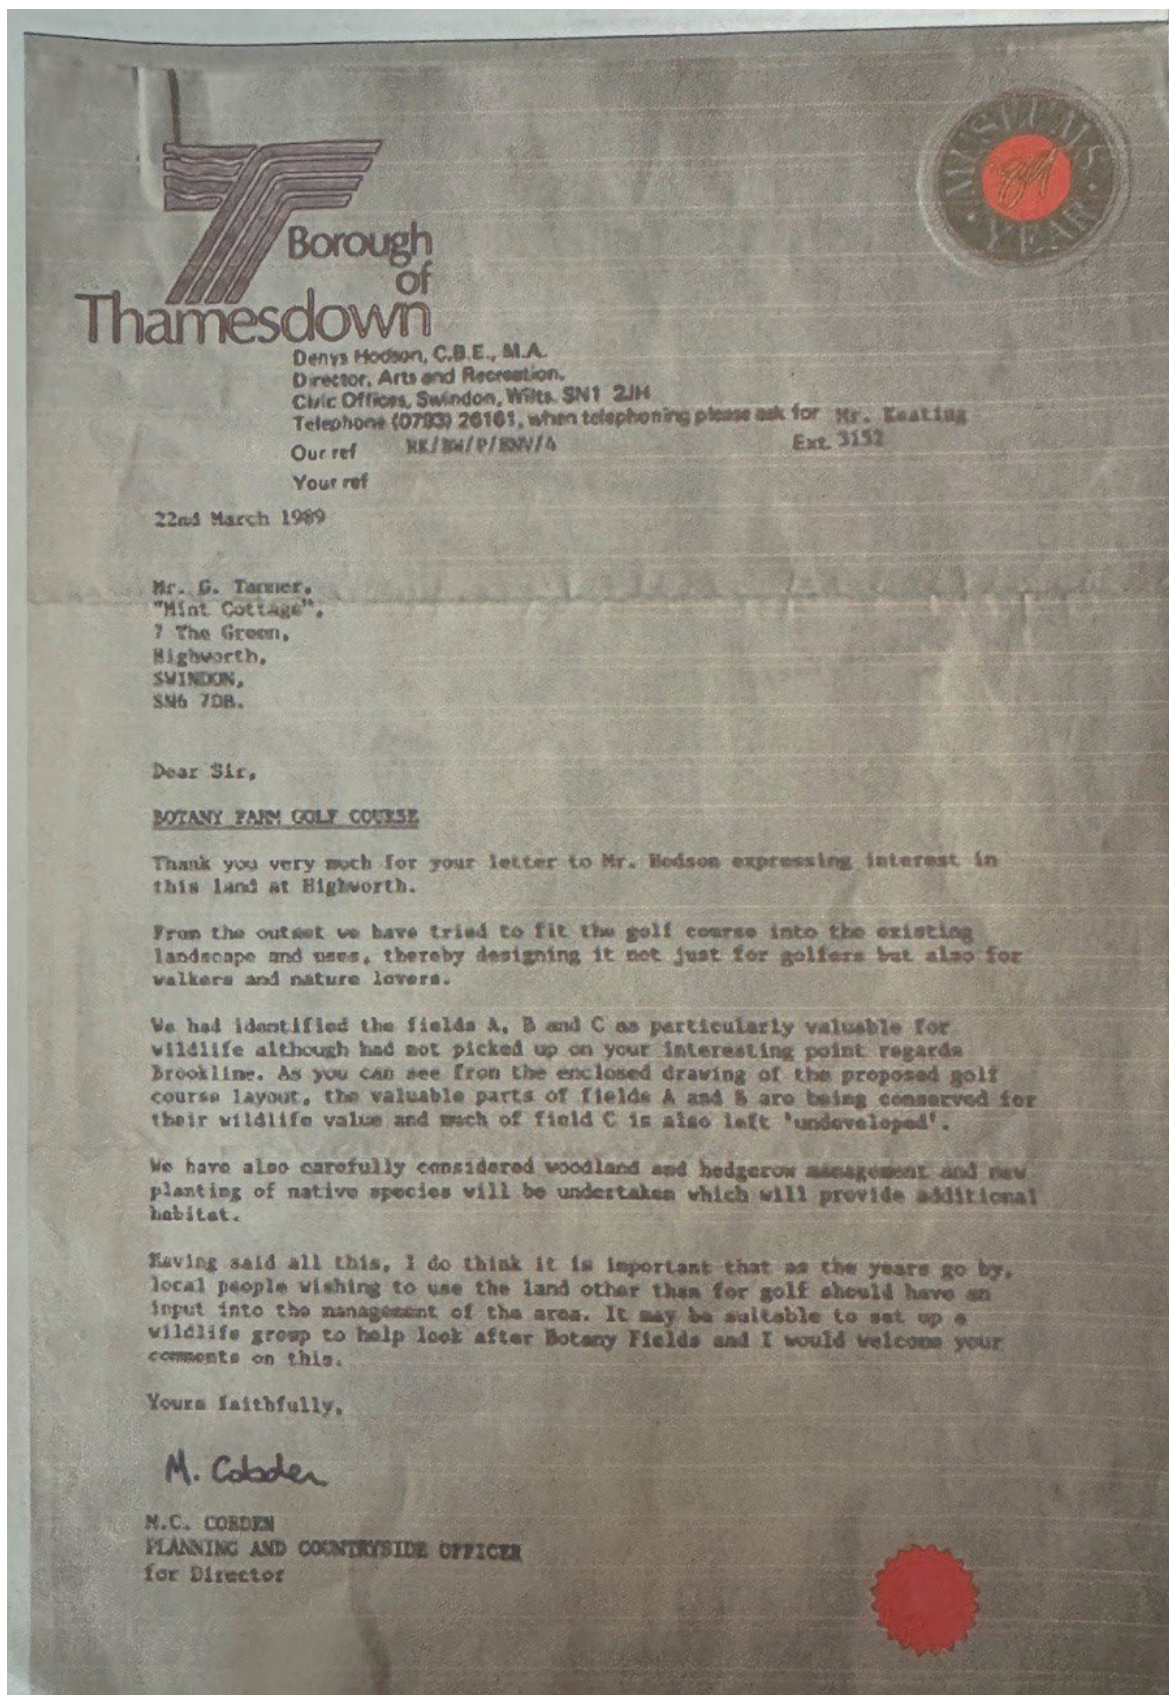 MUSEUMS
89
· YEAR ·
Borough
of
Thamesdown
Denys Hodson, C.B.E., M.A.
Director, Arts and Recreation,
Civic Offices, Swindon, Wilts. SN1 2JH
Telephone (0793) 26161, when telephoning please ask for Mr. Keating
Our ref RK/BW/P/ENV/4 Ext. 3152
Your ref
22nd March 1989
Mr. G. Tanner,
"Mint Cottage",
7 The Green,
Highworth,
SWINDON,
SN6 7DB.
Dear Sir,
BOTANY FARM GOLF COURSE
Thank you very much for your letter to Mr. Hodson expressing interest in
this land at Highworth.
From the outset we have tried to fit the golf course into the existing
landscape and uses, thereby designing it not just for golfers but also for
walkers and nature lovers.
We had identified the fields A, B and C as particularly valuable for
wildlife although had not picked up on your interesting point regards
Brookline. As you can see from the enclosed drawing of the proposed golf
course layout, the valuable parts of fields A and B are being conserved for
their wildlife value and much of field C is also left 'undeveloped'.
We have also carefully considered woodland and hedgerow management and new
planting of native species will be undertaken which will provide additional
habitat.
Having said all this, I do think it is important that as the years go by,
local people wishing to use the land other than for golf should have an
input into the management of the area. It may be suitable to set up a
wildlife group to help look after Botany Fields and I would welcome your
comments on this.
Yours faithfully,
M. Cobden
M.C. COBDEN
PLANNING AND COUNTRYSIDE OFFICER
for Director